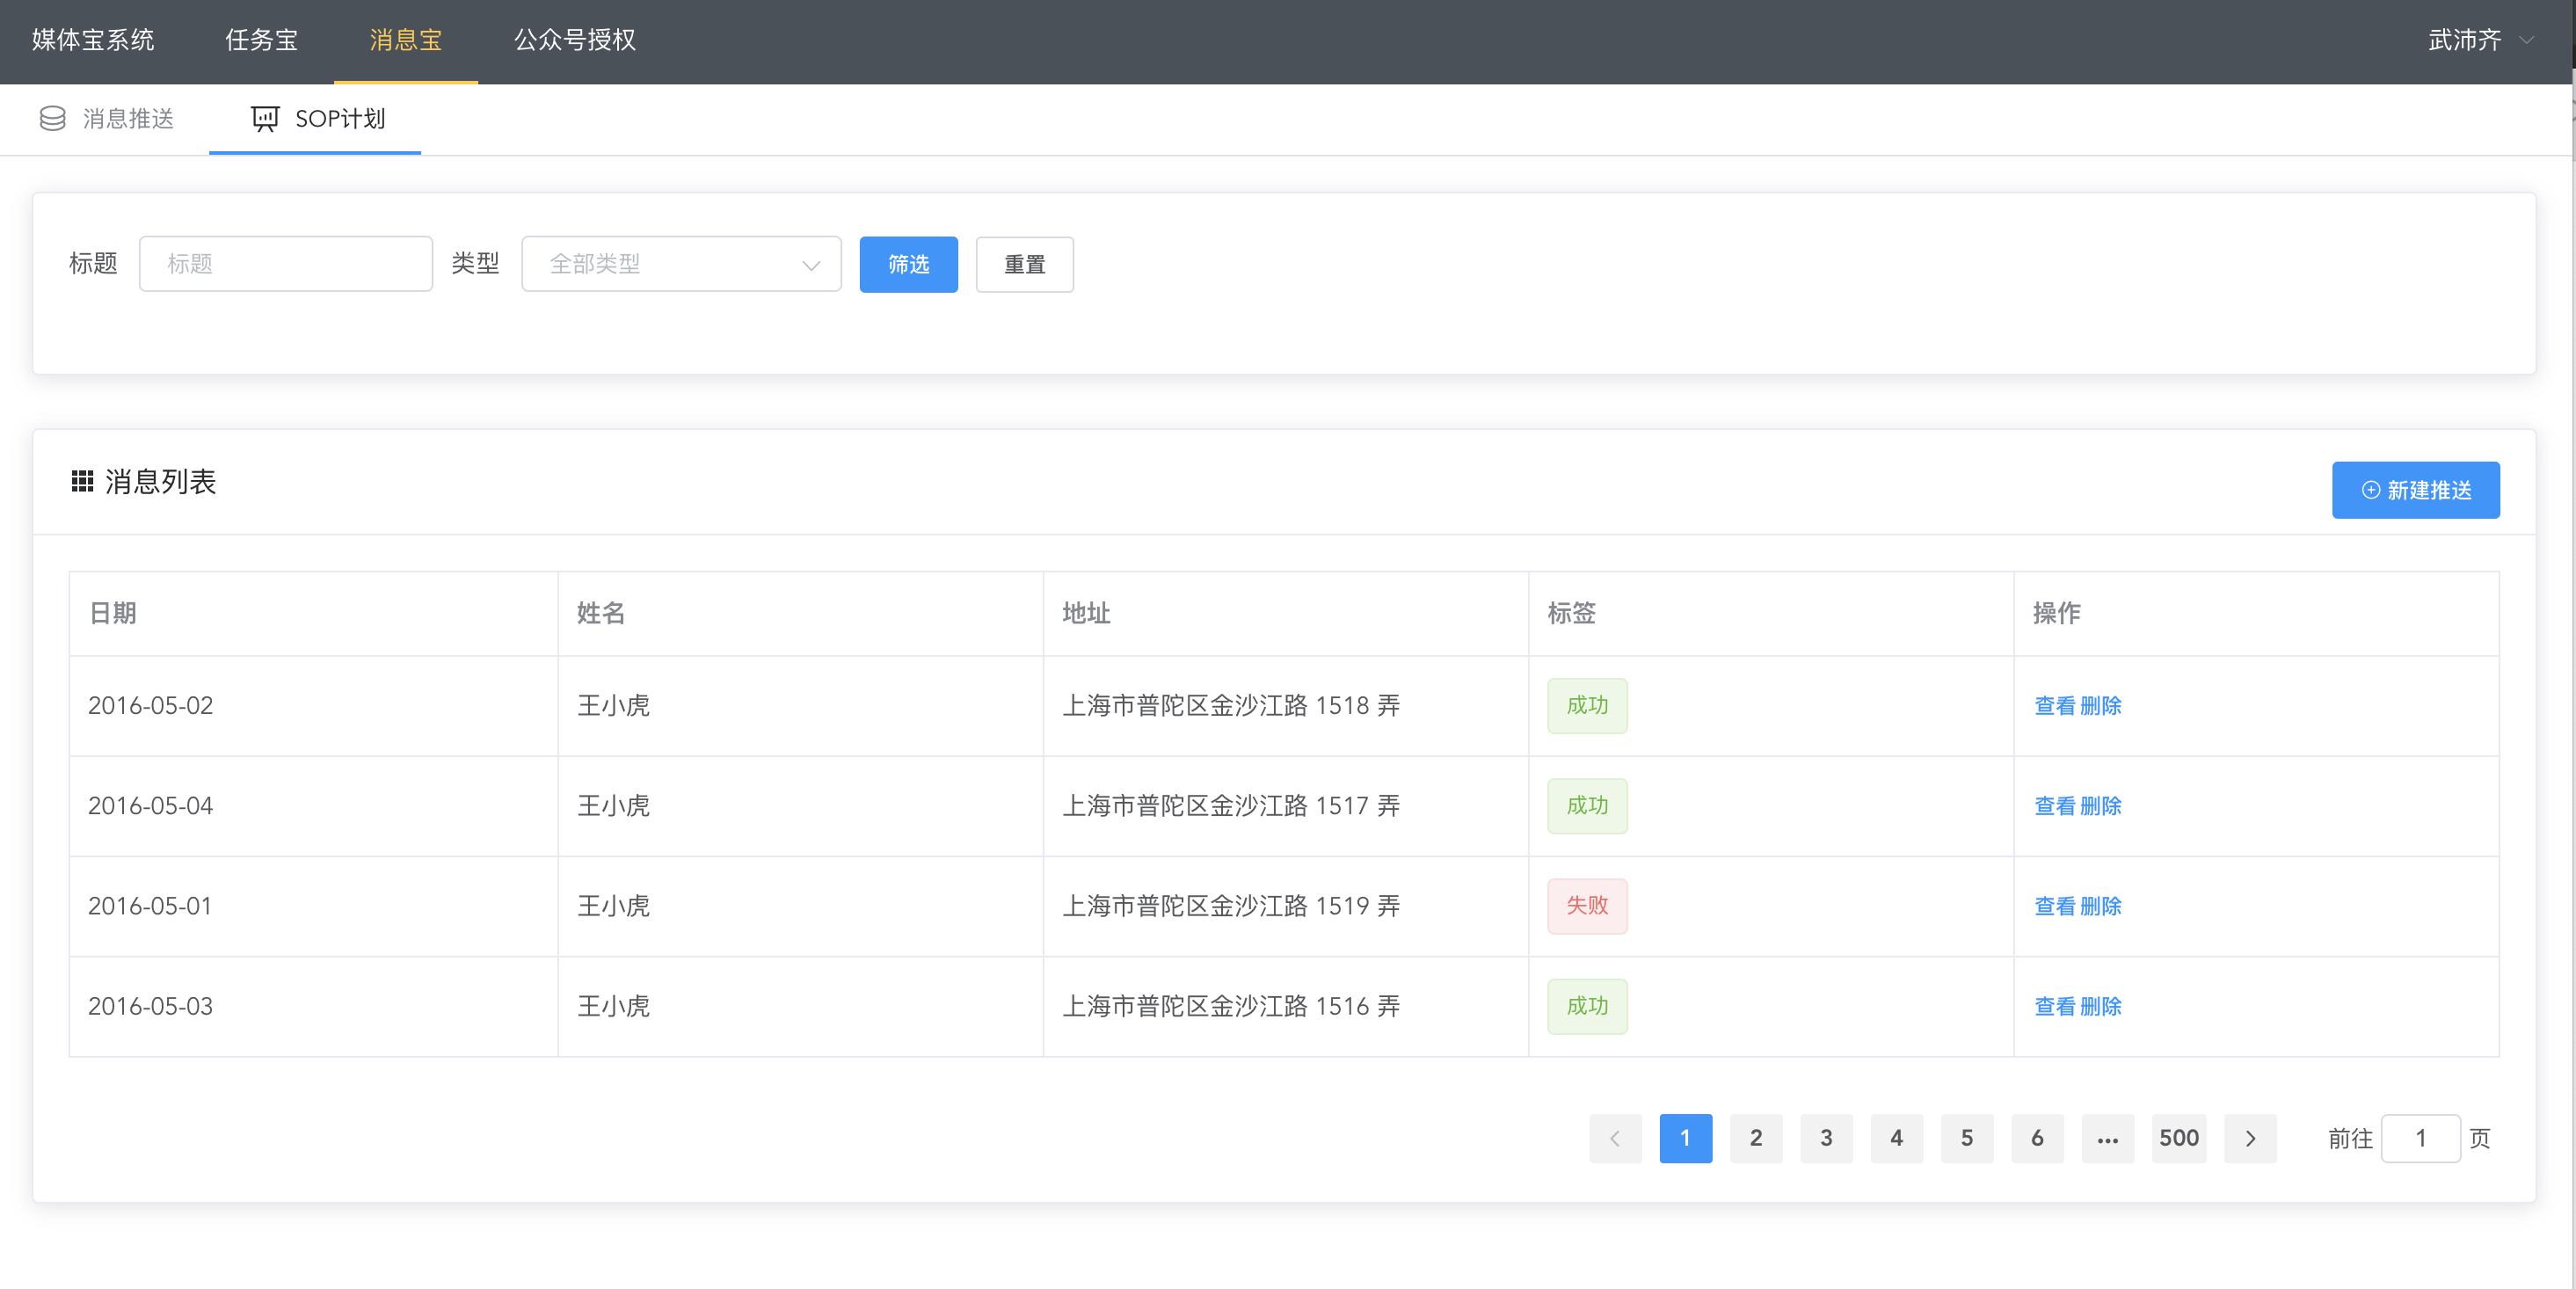 媒体宝系统 任务宝 消息宝 公众号授权 武沛齐
消息推送 SOP计划
标题 标题 类型 全部类型 筛选 重置
消息列表 新建推送
日期 姓名 地址 标签 操作
2016-05-02 王小虎 上海市普陀区金沙江路 1518 弄 成功 查看 删除
2016-05-04 王小虎 上海市普陀区金沙江路 1517 弄 成功 查看 删除
2016-05-01 王小虎 上海市普陀区金沙江路 1519 弄 失败 查看 删除
2016-05-03 王小虎 上海市普陀区金沙江路 1516 弄 成功 查看 删除
1 2 3 4 5 6 ... 500 前往 1 页